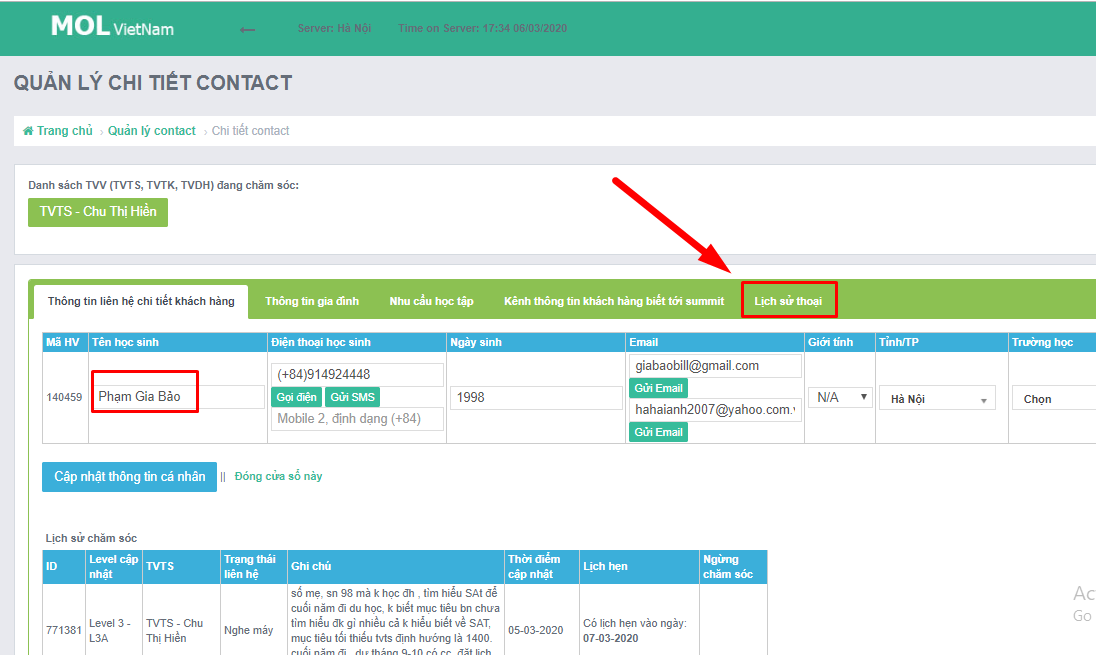 MOL VietNam
Server: Hà Nội Time on Server: 17:34 06/03/2020
QUẢN LÝ CHI TIẾT CONTACT
Trang chủ › Quản lý contact › Chi tiết contact
Danh sách TVV (TVTS, TVTK, TVDH) đang chăm sóc:
TVTS - Chu Thị Hiền
Thông tin liên hệ chi tiết khách hàng Thông tin gia đình Nhu cầu học tập Kênh thông tin khách hàng biết tới summit Lịch sử thoại
Mã HV Tên học sinh Điện thoại học sinh Ngày sinh Email Giới tính Tỉnh/TP Trường học
140459 Phạm Gia Bảo (+84)914924448 1998 giabaobill@gmail.com N/A Hà Nội Chọn
Gọi điện Gửi SMS Gửi Email
Mobile 2, định dạng (+84) hahaianh2007@yahoo.com.
Gửi Email
Cập nhật thông tin cá nhân || Đóng cửa sổ này
Lịch sử chăm sóc
ID Level cập nhật TVTS Trạng thái liên hệ Ghi chú Thời điểm cập nhật Lịch hẹn Ngừng chăm sóc
771381 Level 3 - L3A TVTS - Chu Thị Hiền Nghe máy
số mẹ, sn 98 mà k học đh , tìm hiểu SAt để
cuối năm đi du học, k biết mục tiêu bn chưa
tìm hiểu đk gì nhiều cả k hiểu biết về SAT,
mục tiêu tối thiểu tvts định hướng là 1400.
cuối năm đi , dự tháng 9-10 có cc, đặt lịch
05-03-2020 Có lịch hẹn vào ngày:
07-03-2020
Ac
Go